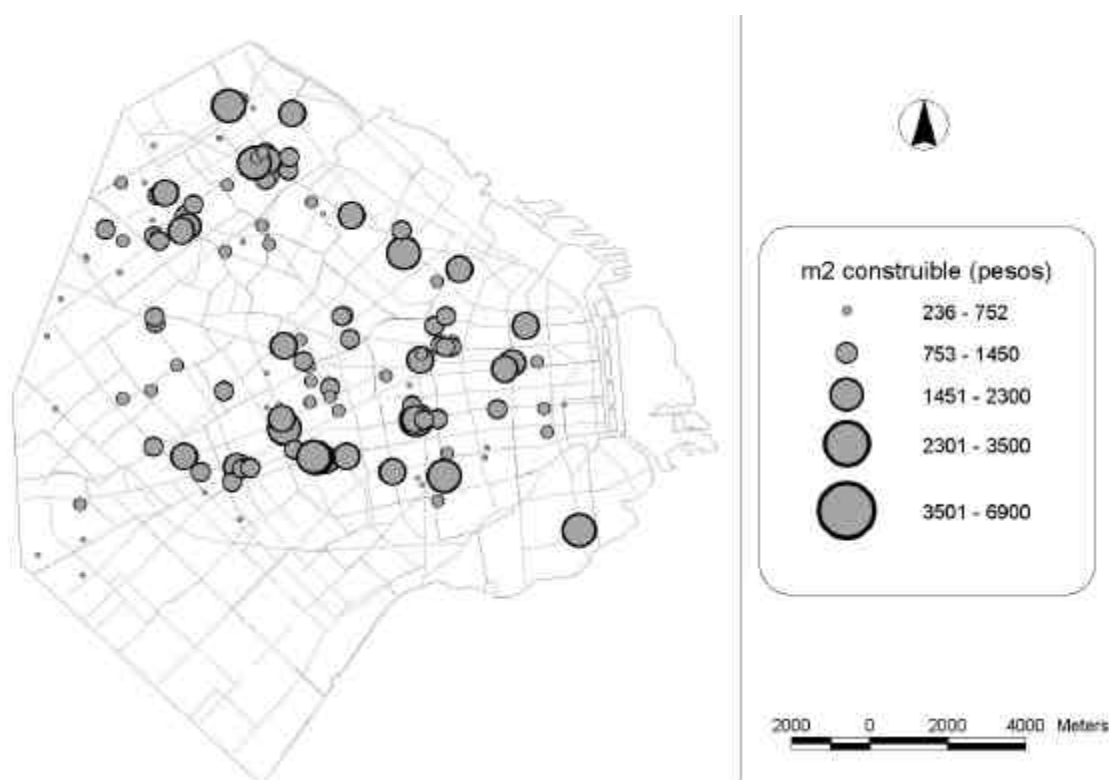 m2 construible (pesos)
236 - 752
753 - 1450
1451 - 2300
2301 - 3500
3501 - 6900
2000 0 2000 4000 Meters